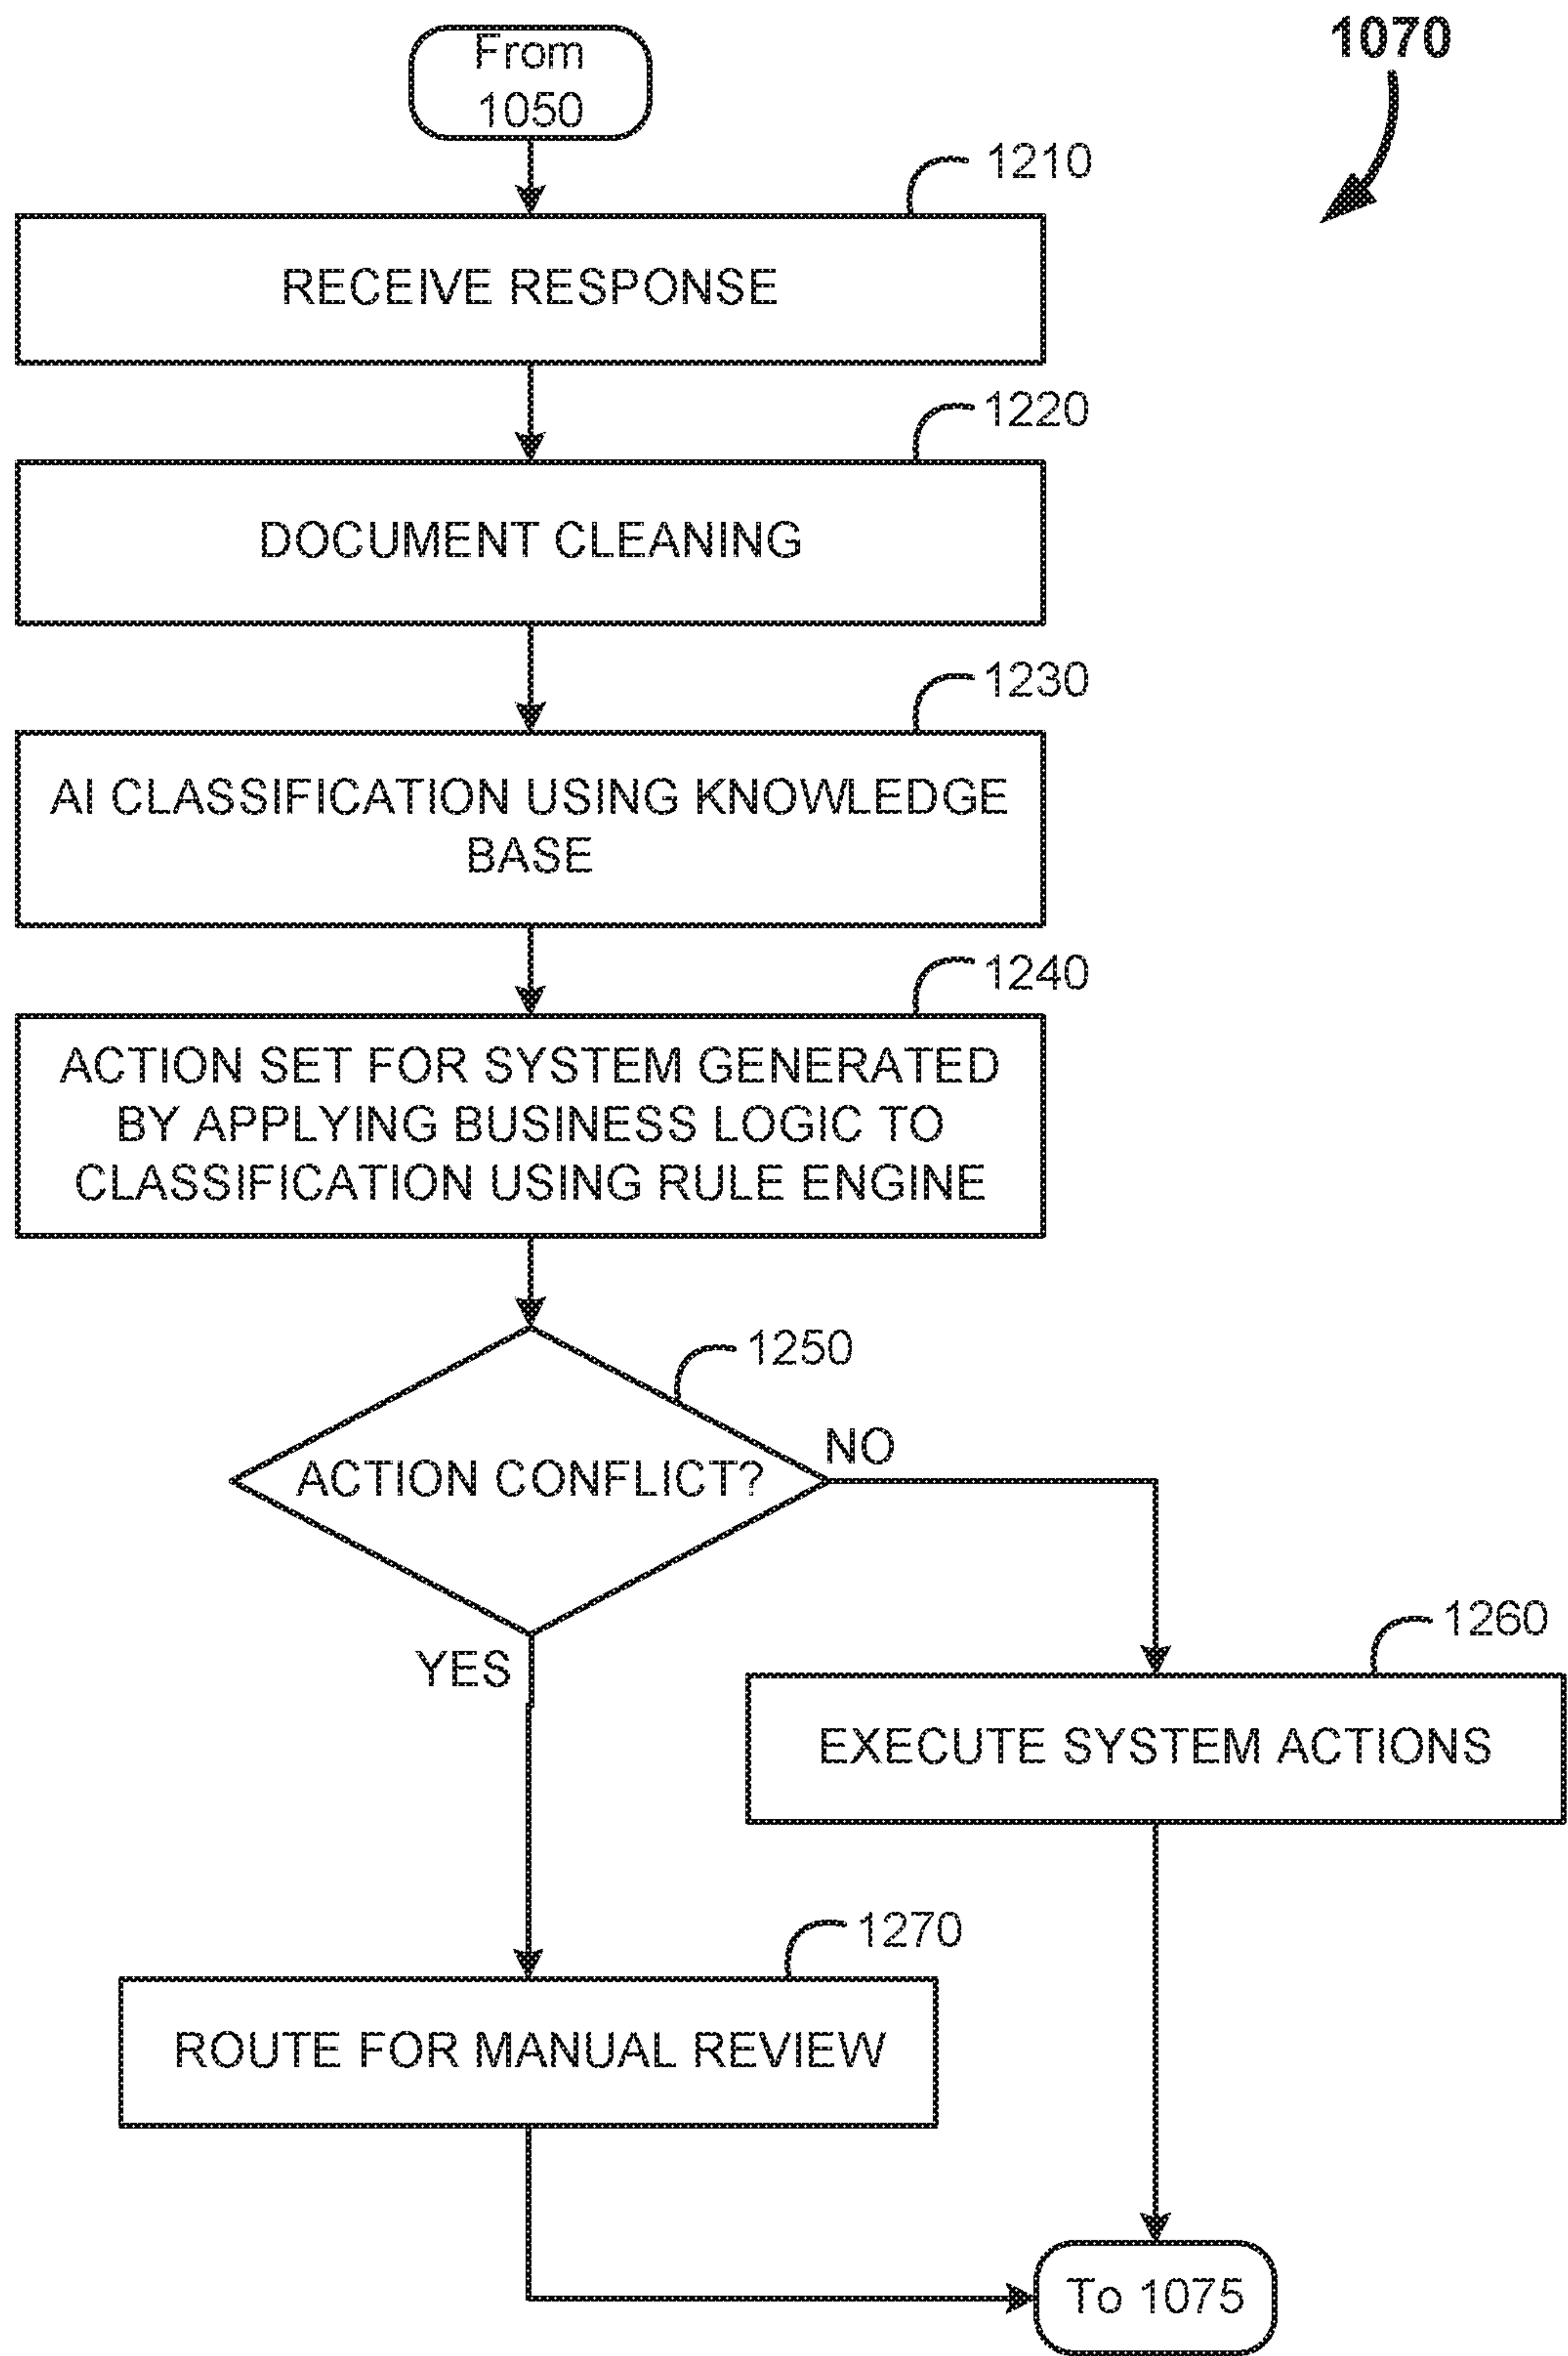 From
1050
1070
1210
RECEIVE RESPONSE
1220
DOCUMENT CLEANING
1230
AI CLASSIFICATION USING KNOWLEDGE
BASE
1240
ACTION SET FOR SYSTEM GENERATED
BY APPLYING BUSINESS LOGIC TO
CLASSIFICATION USING RULE ENGINE
1250
ACTION CONFLICT?
NO
YES
1260
EXECUTE SYSTEM ACTIONS
1270
ROUTE FOR MANUAL REVIEW
To 1075